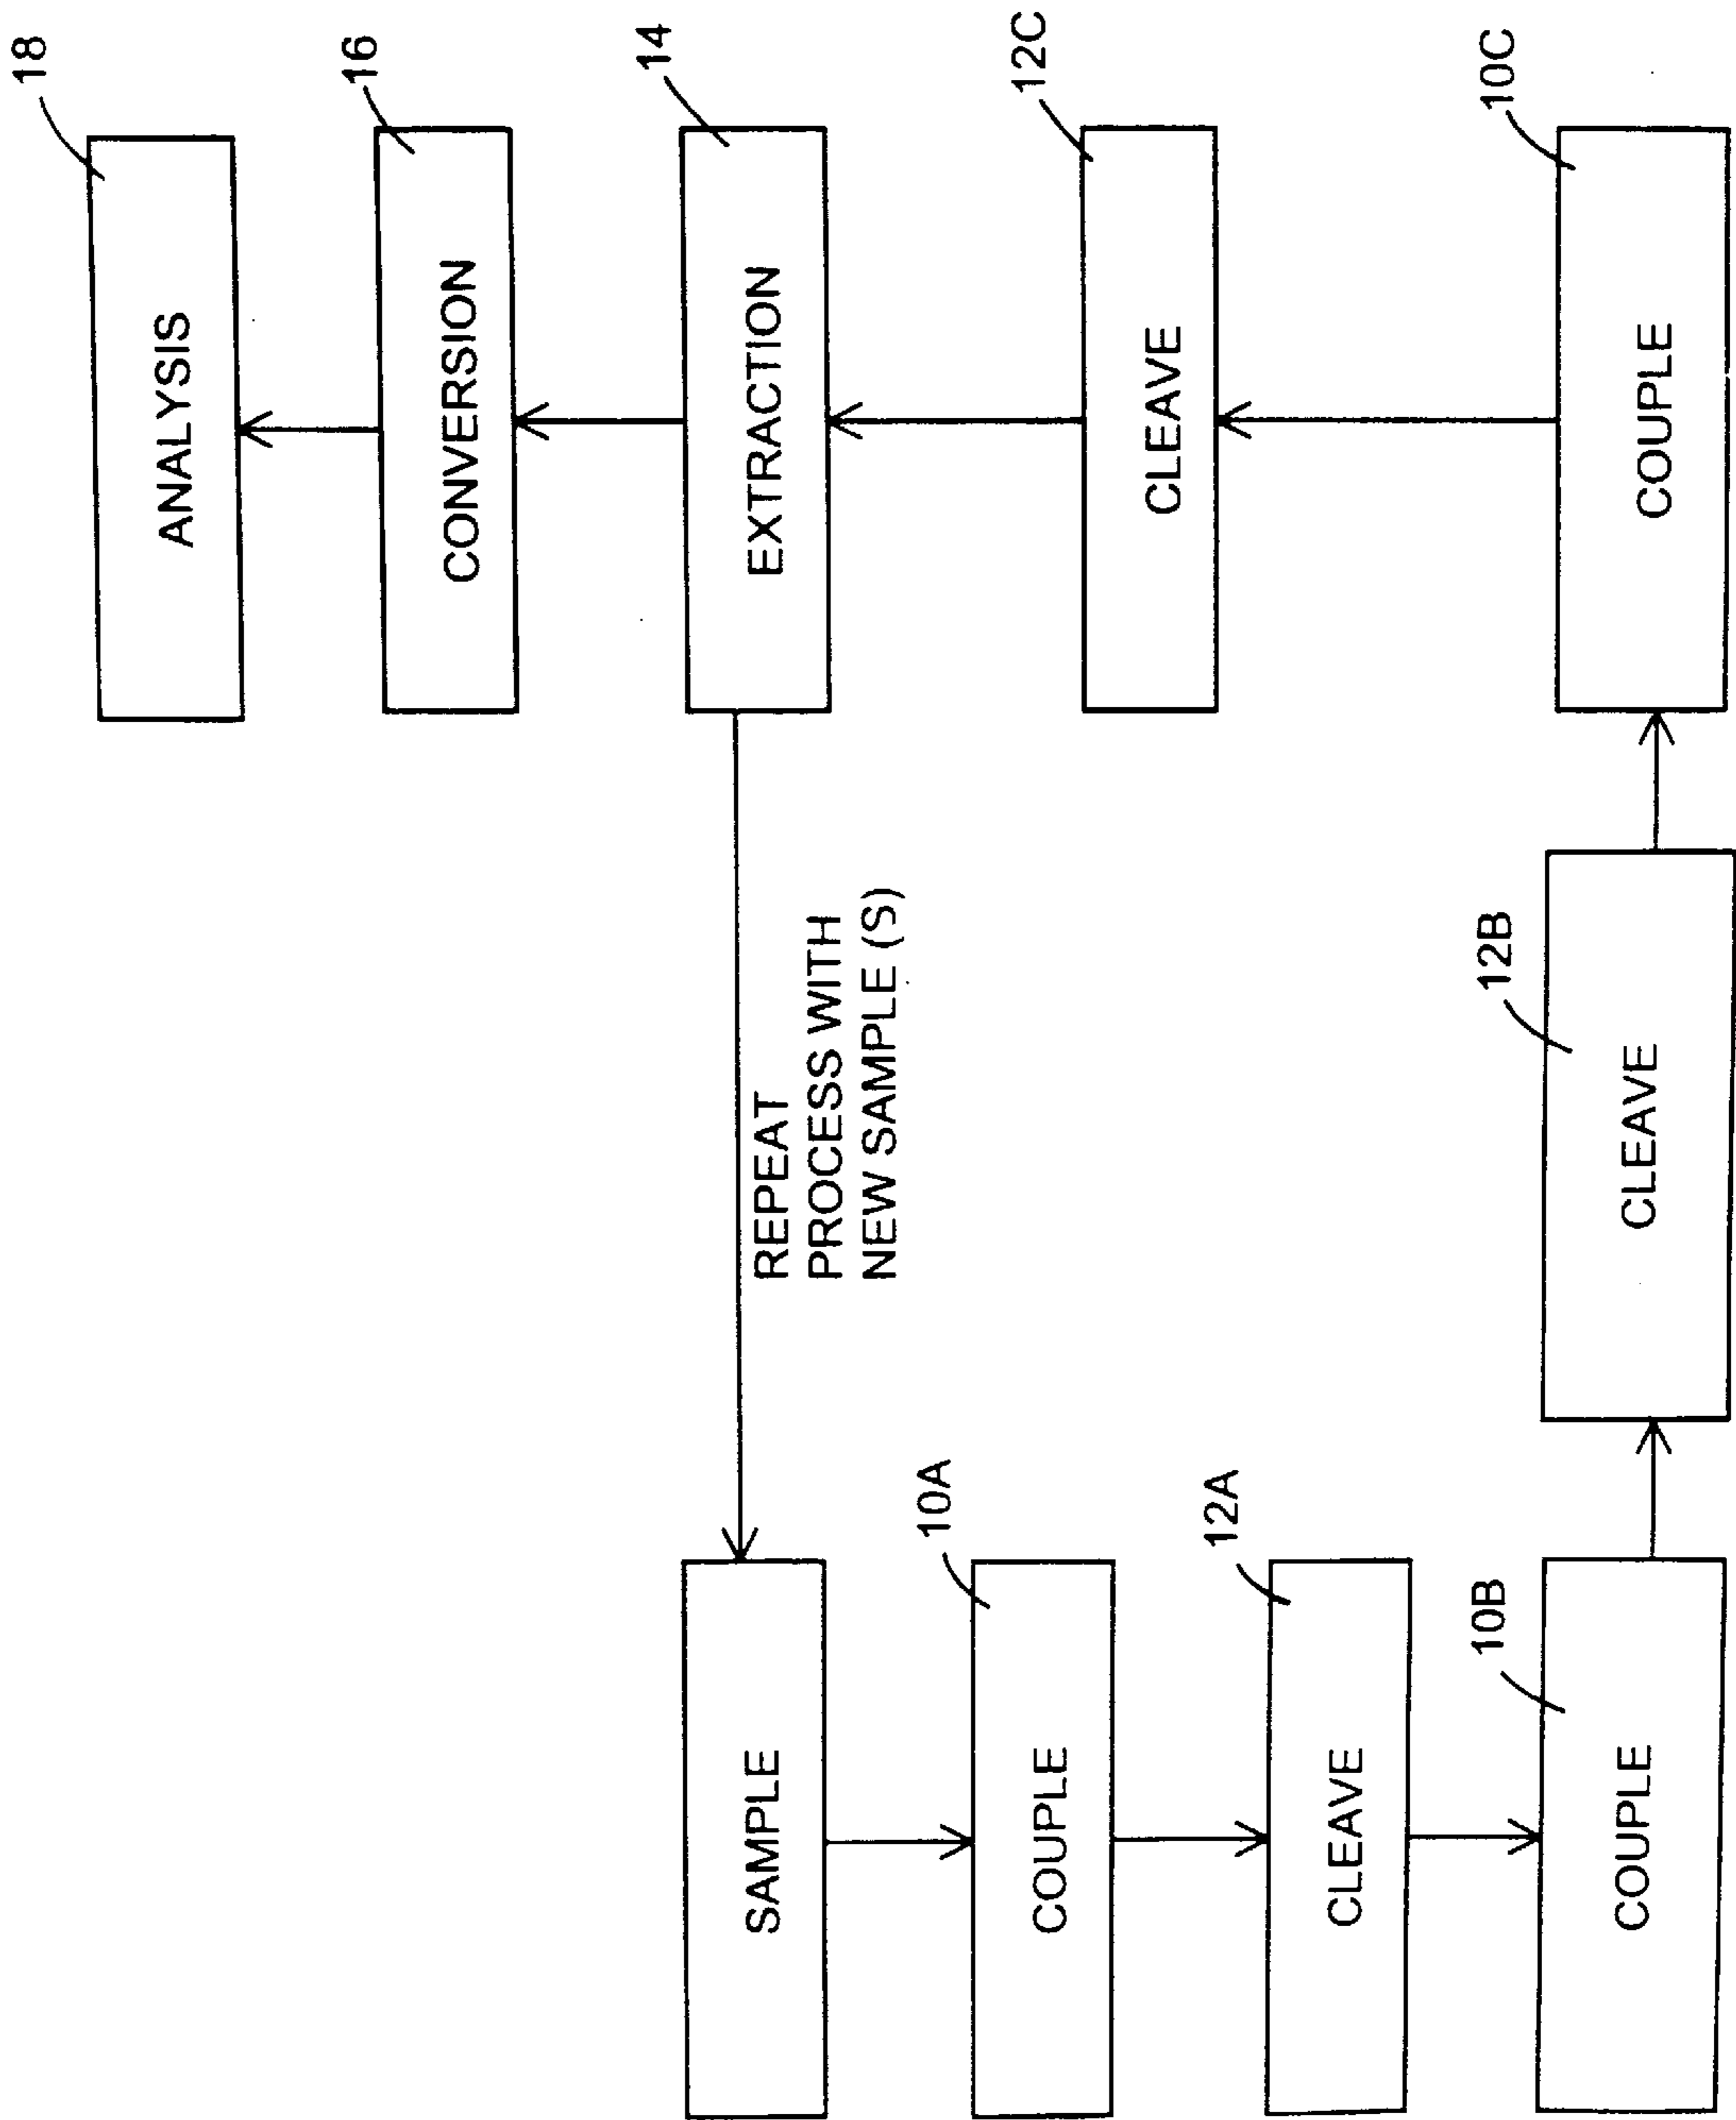 18
ANALYSIS
16
CONVERSION
14
EXTRACTION
REPEAT
PROCESS WITH
NEW SAMPLE (S)
SAMPLE
10A
COUPLE
12A
CLEAVE
10B
COUPLE
12B
CLEAVE
10C
COUPLE
12C
CLEAVE